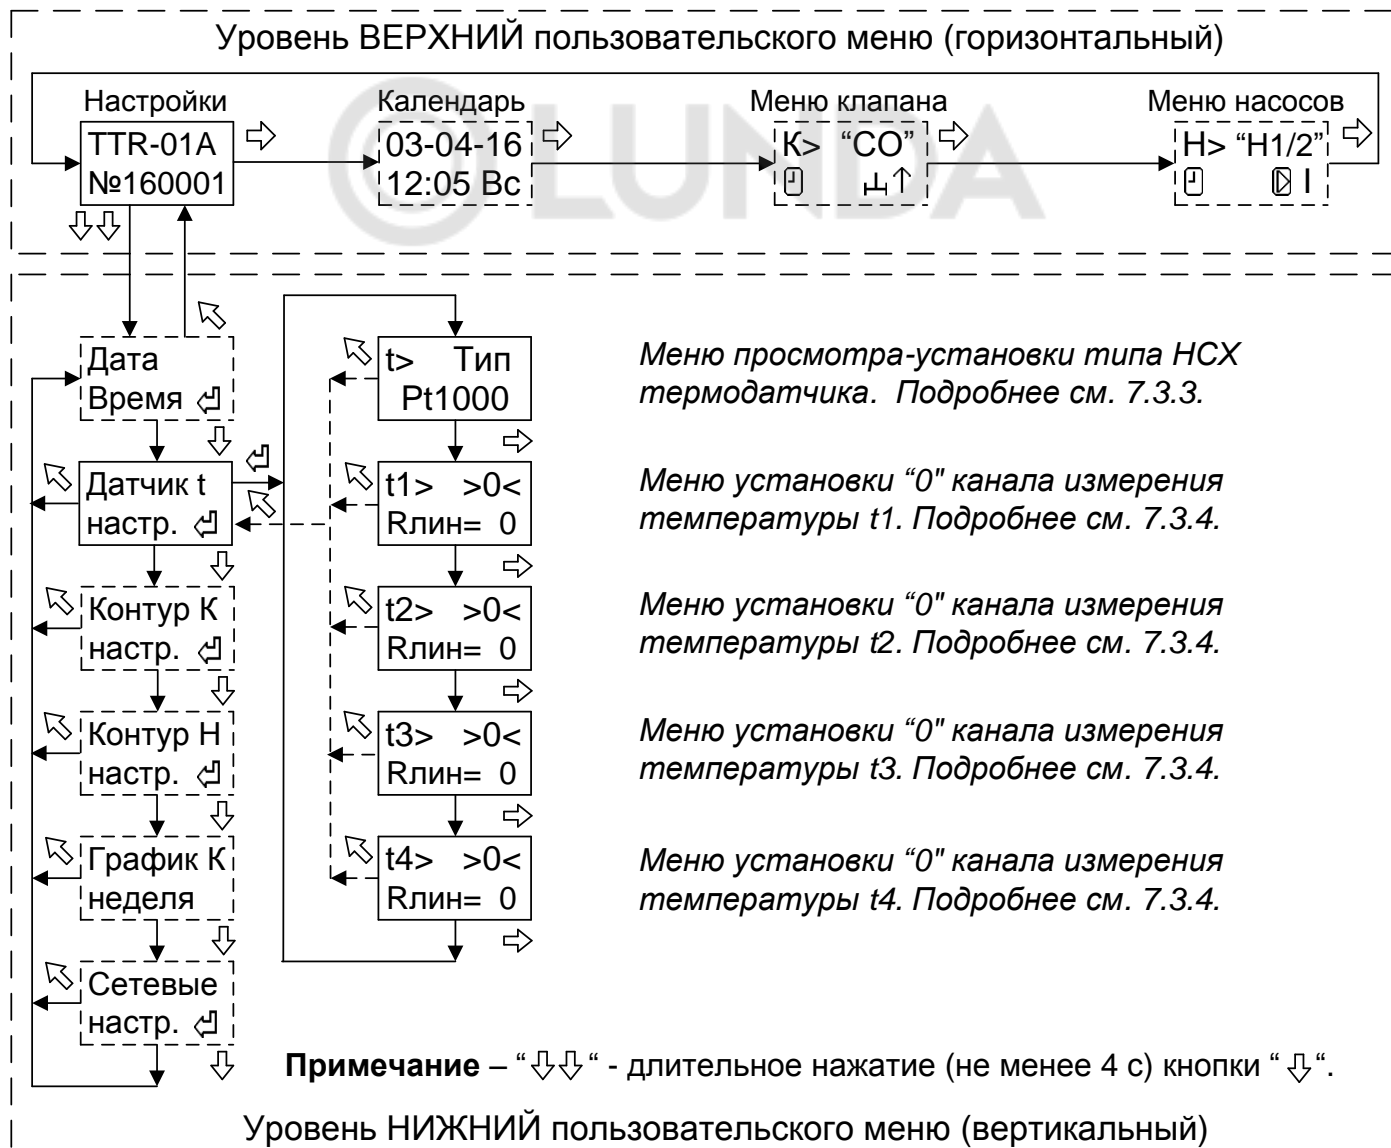 Уровень ВЕРХНИЙ пользовательского меню (горизонтальный)
LUNDA
Настройки
TTR-01A
№160001
Календарь
03-04-16
12:05 Вс
Меню клапана
К> “СО”
Меню насосов
Н> “Н1/2”
I
Дата
Время
Датчик t
настр.
Контур К
настр.
Контур Н
настр.
График К
неделя
Сетевые
настр.
t> Тип
Pt1000
Меню просмотра-установки типа НСХ
термодатчика. Подробнее см. 7.3.3.
t1> >0<
Rлин= 0
Меню установки “0" канала измерения
температуры t1. Подробнее см. 7.3.4.
t2> >0<
Rлин= 0
Меню установки “0" канала измерения
температуры t2. Подробнее см. 7.3.4.
t3> >0<
Rлин= 0
Меню установки “0" канала измерения
температуры t3. Подробнее см. 7.3.4.
t4> >0<
Rлин= 0
Меню установки “0" канала измерения
температуры t4. Подробнее см. 7.3.4.
Примечание – “⇩⇩“ - длительное нажатие (не менее 4 с) кнопки “⇩“.
Уровень НИЖНИЙ пользовательского меню (вертикальный)